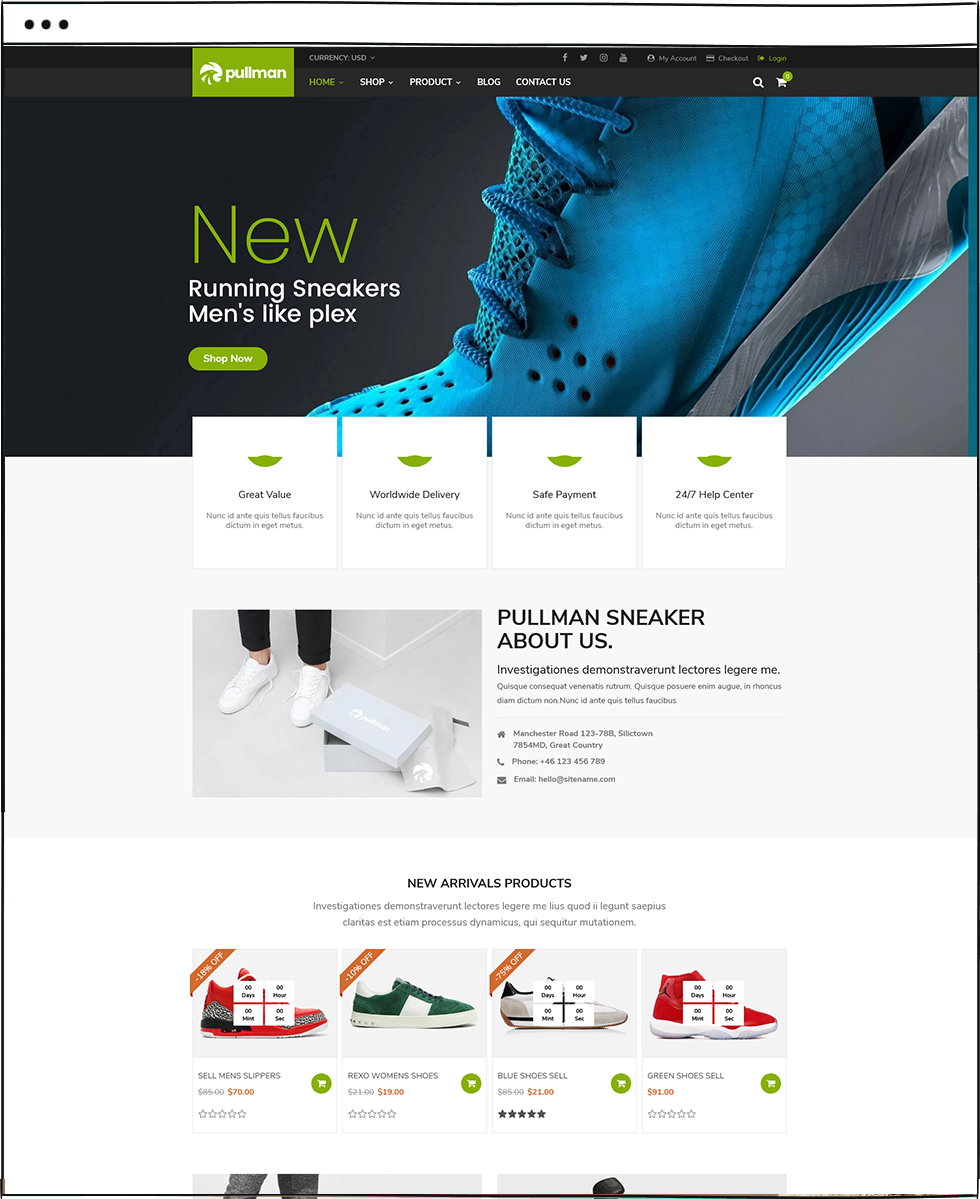 pullman
CURRENCY: USD
My Account
Checkout
Login
HOME
SHOP
PRODUCT
BLOG
CONTACT US
0
New
Running Sneakers
Men's like plex
Shop Now
Great Value
Nunc id ante quis tellus faucibus
dictum in eget metus.
Worldwide Delivery
Nunc id ante quis tellus faucibus
dictum in eget metus.
Safe Payment
Nunc id ante quis tellus faucibus
dictum in eget metus.
24/7 Help Center
Nunc id ante quis tellus faucibus
dictum in eget metus.
pullman
PULLMAN SNEAKER
ABOUT US.
Investigationes demonstraverunt lectores legere me.
Quisque consequat venenatis rutrum. Quisque posuere enim augue, in rhoncus
diam dictum non.Nunc id ante quis tellus faucibus
Manchester Road 123-78B, Silictown
7854MD, Great Country
Phone: +46 123 456 789
Email: hello@sitename.com
NEW ARRIVALS PRODUCTS
Investigationes demonstraverunt lectores legere me lius quod ii legunt saepius
claritas est etiam processus dynamicus, qui sequitur mutationem.
-18% OFF
00 Days
00 Hour
00 Mint
00 Sec
SELL MENS SLIPPERS
$85.00 $70.00
-10% OFF
REXO WOMENS SHOES
$21.00 $19.00
-75% OFF
00 Days
00 Hour
00 Mint
00 Sec
BLUE SHOES SELL
$85.00 $21.00
00 Days
00 Hour
00 Mint
00 Sec
GREEN SHOES SELL
$91.00